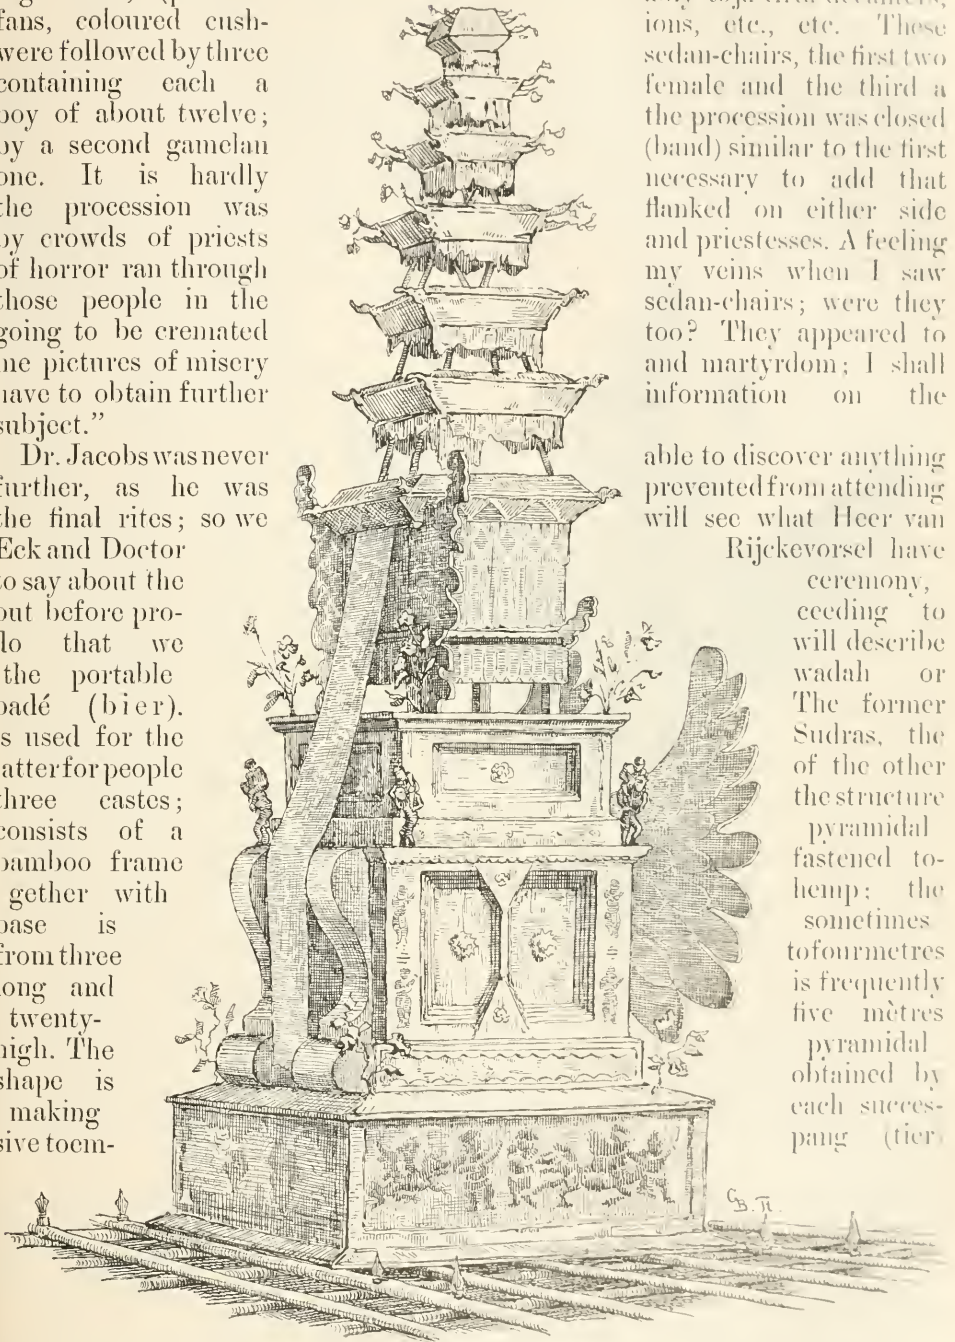 fans, coloured cush- ions, etc., etc. These
were followed by three sedan-chairs, the first two
containing each a female and the third a
boy of about twelve; the procession was closed
by a second gamelan (band) similar to the first
one. It is hardly necessary to add that
the procession was flanked on either side
by crowds of priests and priestesses. A feeling
of horror ran through my veins when I saw
those people in the sedan-chairs; were they
going to be cremated too? They appeared to
me pictures of misery and martyrdom; I shall
have to obtain further information on the
subject.”
Dr. Jacobs was never able to discover anything
further, as he was prevented from attending
the final rites; so we will see what Heer van
Eck and Doctor Rijckevorsel have
to say about the ceremony,
but before pro- ceeding to
do that we will describe
the portable wadah or
badé (bier). The former
is used for the Sudras, the
latter for people of the other
three castes; the structure
consists of a pyramidal
bamboo frame fastened to-
gether with hemp; the
base is sometimes
from three to four metres
long and is frequently
twenty- five mètres
high. The pyramidal
shape is obtained by
making each succes-
sive toem- pang (tier)
C B. H.